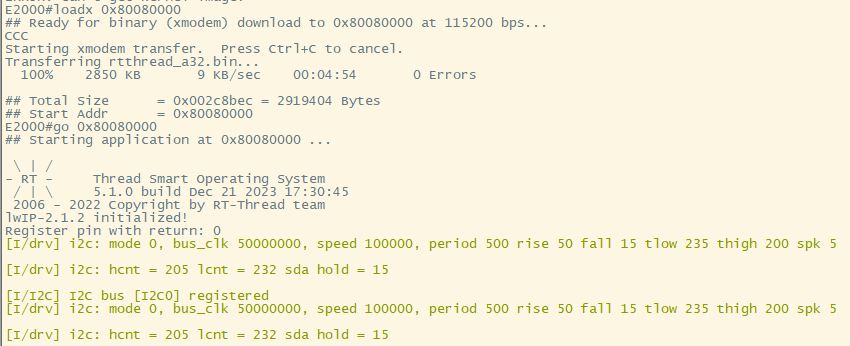 E2000#loadx 0x80080000
## Ready for binary (xmodem) download to 0x80080000 at 115200 bps...
CCC
Starting xmodem transfer.  Press Ctrl+C to cancel.
Transferring rtthread_a32.bin...
  100%    2850 KB       9 KB/sec    00:04:54       0 Errors
## Total Size      = 0x002c8bec = 2919404 Bytes
## Start Addr      = 0x80080000
E2000#go 0x80080000
## Starting application at 0x80080000 ...
 \ | /
- RT -     Thread Smart Operating System
 / | \     5.1.0 build Dec 21 2023 17:30:45
 2006 - 2022 Copyright by RT-Thread team
lwIP-2.1.2 initialized!
Register pin with return: 0
[I/drv] i2c: mode 0, bus_clk 50000000, speed 100000, period 500 rise 50 fall 15 tlow 235 thigh 200 spk 5
[I/drv] i2c: hcnt = 205 lcnt = 232 sda hold = 15
[I/I2C] I2C bus [I2C0] registered
[I/drv] i2c: mode 0, bus_clk 50000000, speed 100000, period 500 rise 50 fall 15 tlow 235 thigh 200 spk 5
[I/drv] i2c: hcnt = 205 lcnt = 232 sda hold = 15